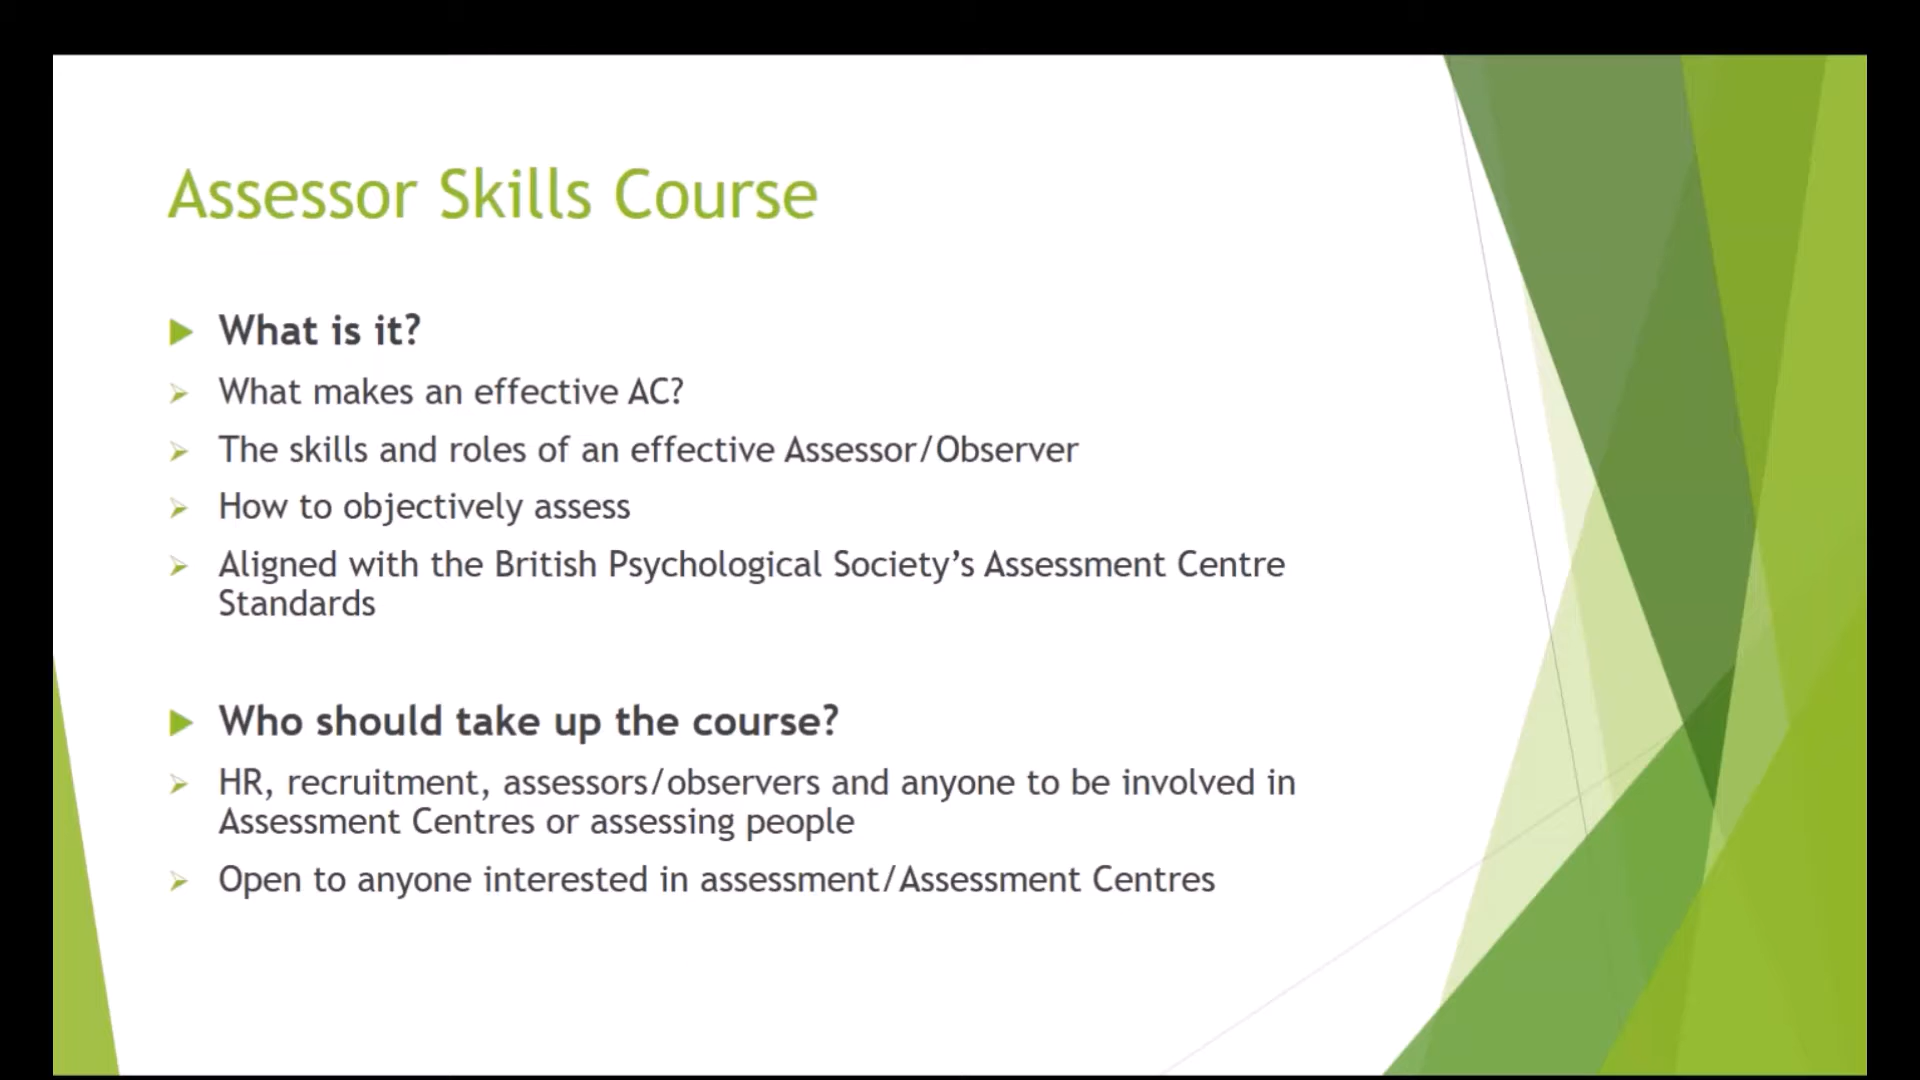 Assessor Skills Course
What is it?
What makes an effective AC?
The skills and roles of an effective Assessor/Observer
How to objectively assess
Aligned with the British Psychological Society’s Assessment Centre
Standards
Who should take up the course?
HR, recruitment, assessors/observers and anyone to be involved in
Assessment Centres or assessing people
Open to anyone interested in assessment/Assessment Centres